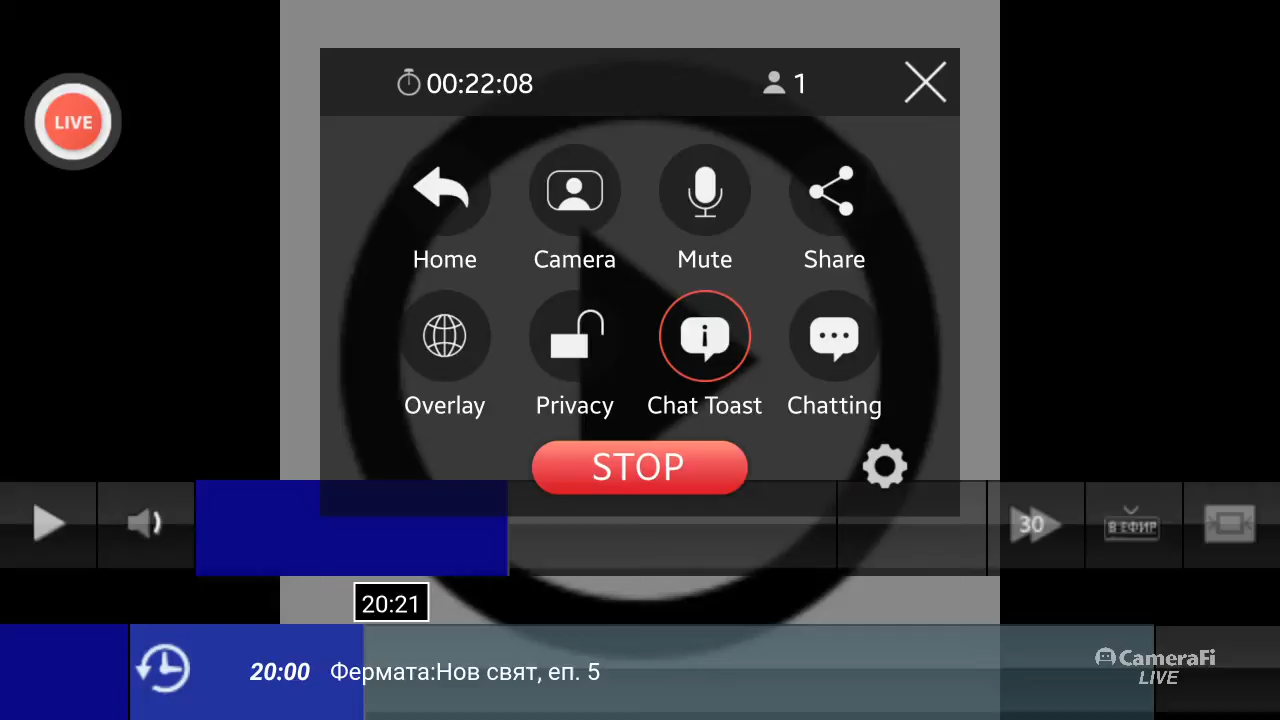 00:22:08 1
LIVE
Home Camera Mute Share
Overlay Privacy Chat Toast Chatting
STOP
30 В ЕФИР
20:21
20:00 Фермата:Нов свят, еп. 5
CameraFi
LIVE